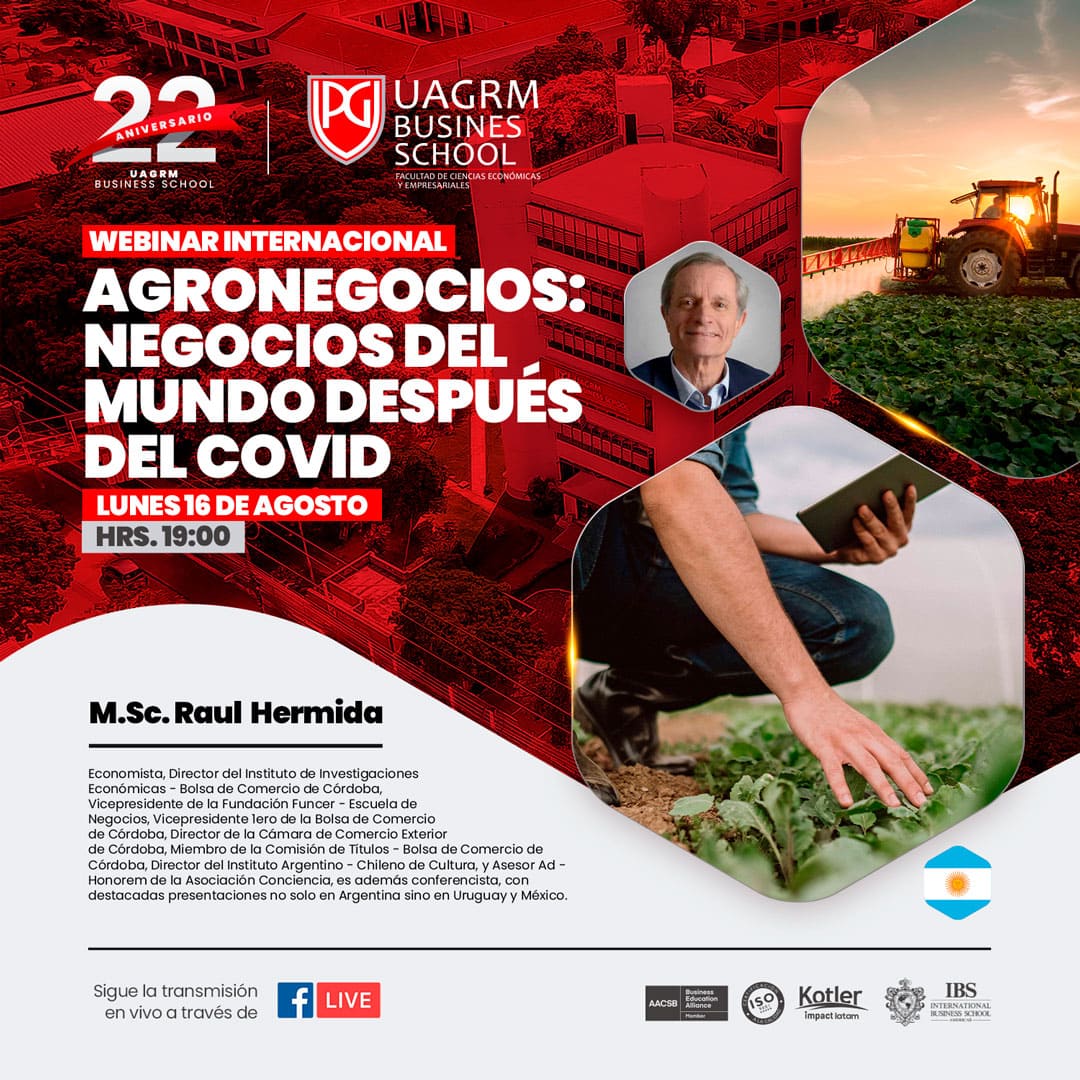 22
ANIVERSARIO
UAGRM
BUSINESS SCHOOL
IPG
UAGRM
BUSINES
SCHOOL
FACULTAD DE CIENCIAS ECONÓMICAS
Y EMPRESARIALES
WEBINAR INTERNACIONAL
AGRONEGOCIOS:
NEGOCIOS DEL
MUNDO DESPUÉS
DEL COVID
LUNES 16 DE AGOSTO
HRS. 19:00
M.Sc. Raul Hermida
Economista, Director del Instituto de Investigaciones
Económicas - Bolsa de Comercio de Córdoba,
Vicepresidente de la Fundación Funcer - Escuela de
Negocios, Vicepresidente 1ero de la Bolsa de Comercio
de Córdoba, Director de la Cámara de Comercio Exterior
de Córdoba, Miembro de la Comisión de Títulos - Bolsa de Comercio de
Córdoba, Director del Instituto Argentino - Chileno de Cultura, y Asesor Ad -
Honorem de la Asociación Conciencia, es además conferencista, con
destacadas presentaciones no solo en Argentina sino en Uruguay y México.
Sigue la transmisión
en vivo a través de
f LIVE
AACSB
Business
Education
Alliance
Member
ISO
Kotler
impact latam
IBS
INTERNATIONAL
BUSINESS SCHOOL
AMERICAS